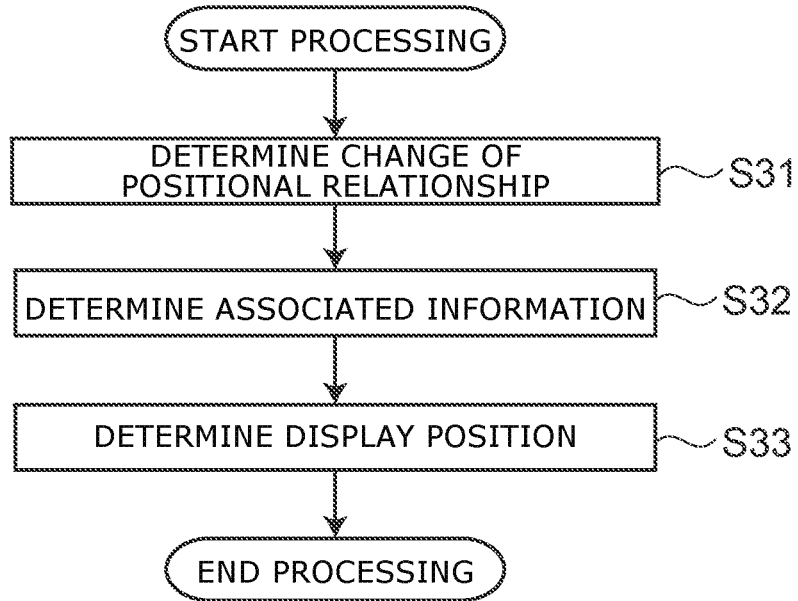 START PROCESSING
DETERMINE CHANGE OF
POSITIONAL RELATIONSHIP
S31
DETERMINE ASSOCIATED INFORMATION
S32
DETERMINE DISPLAY POSITION
S33
END PROCESSING